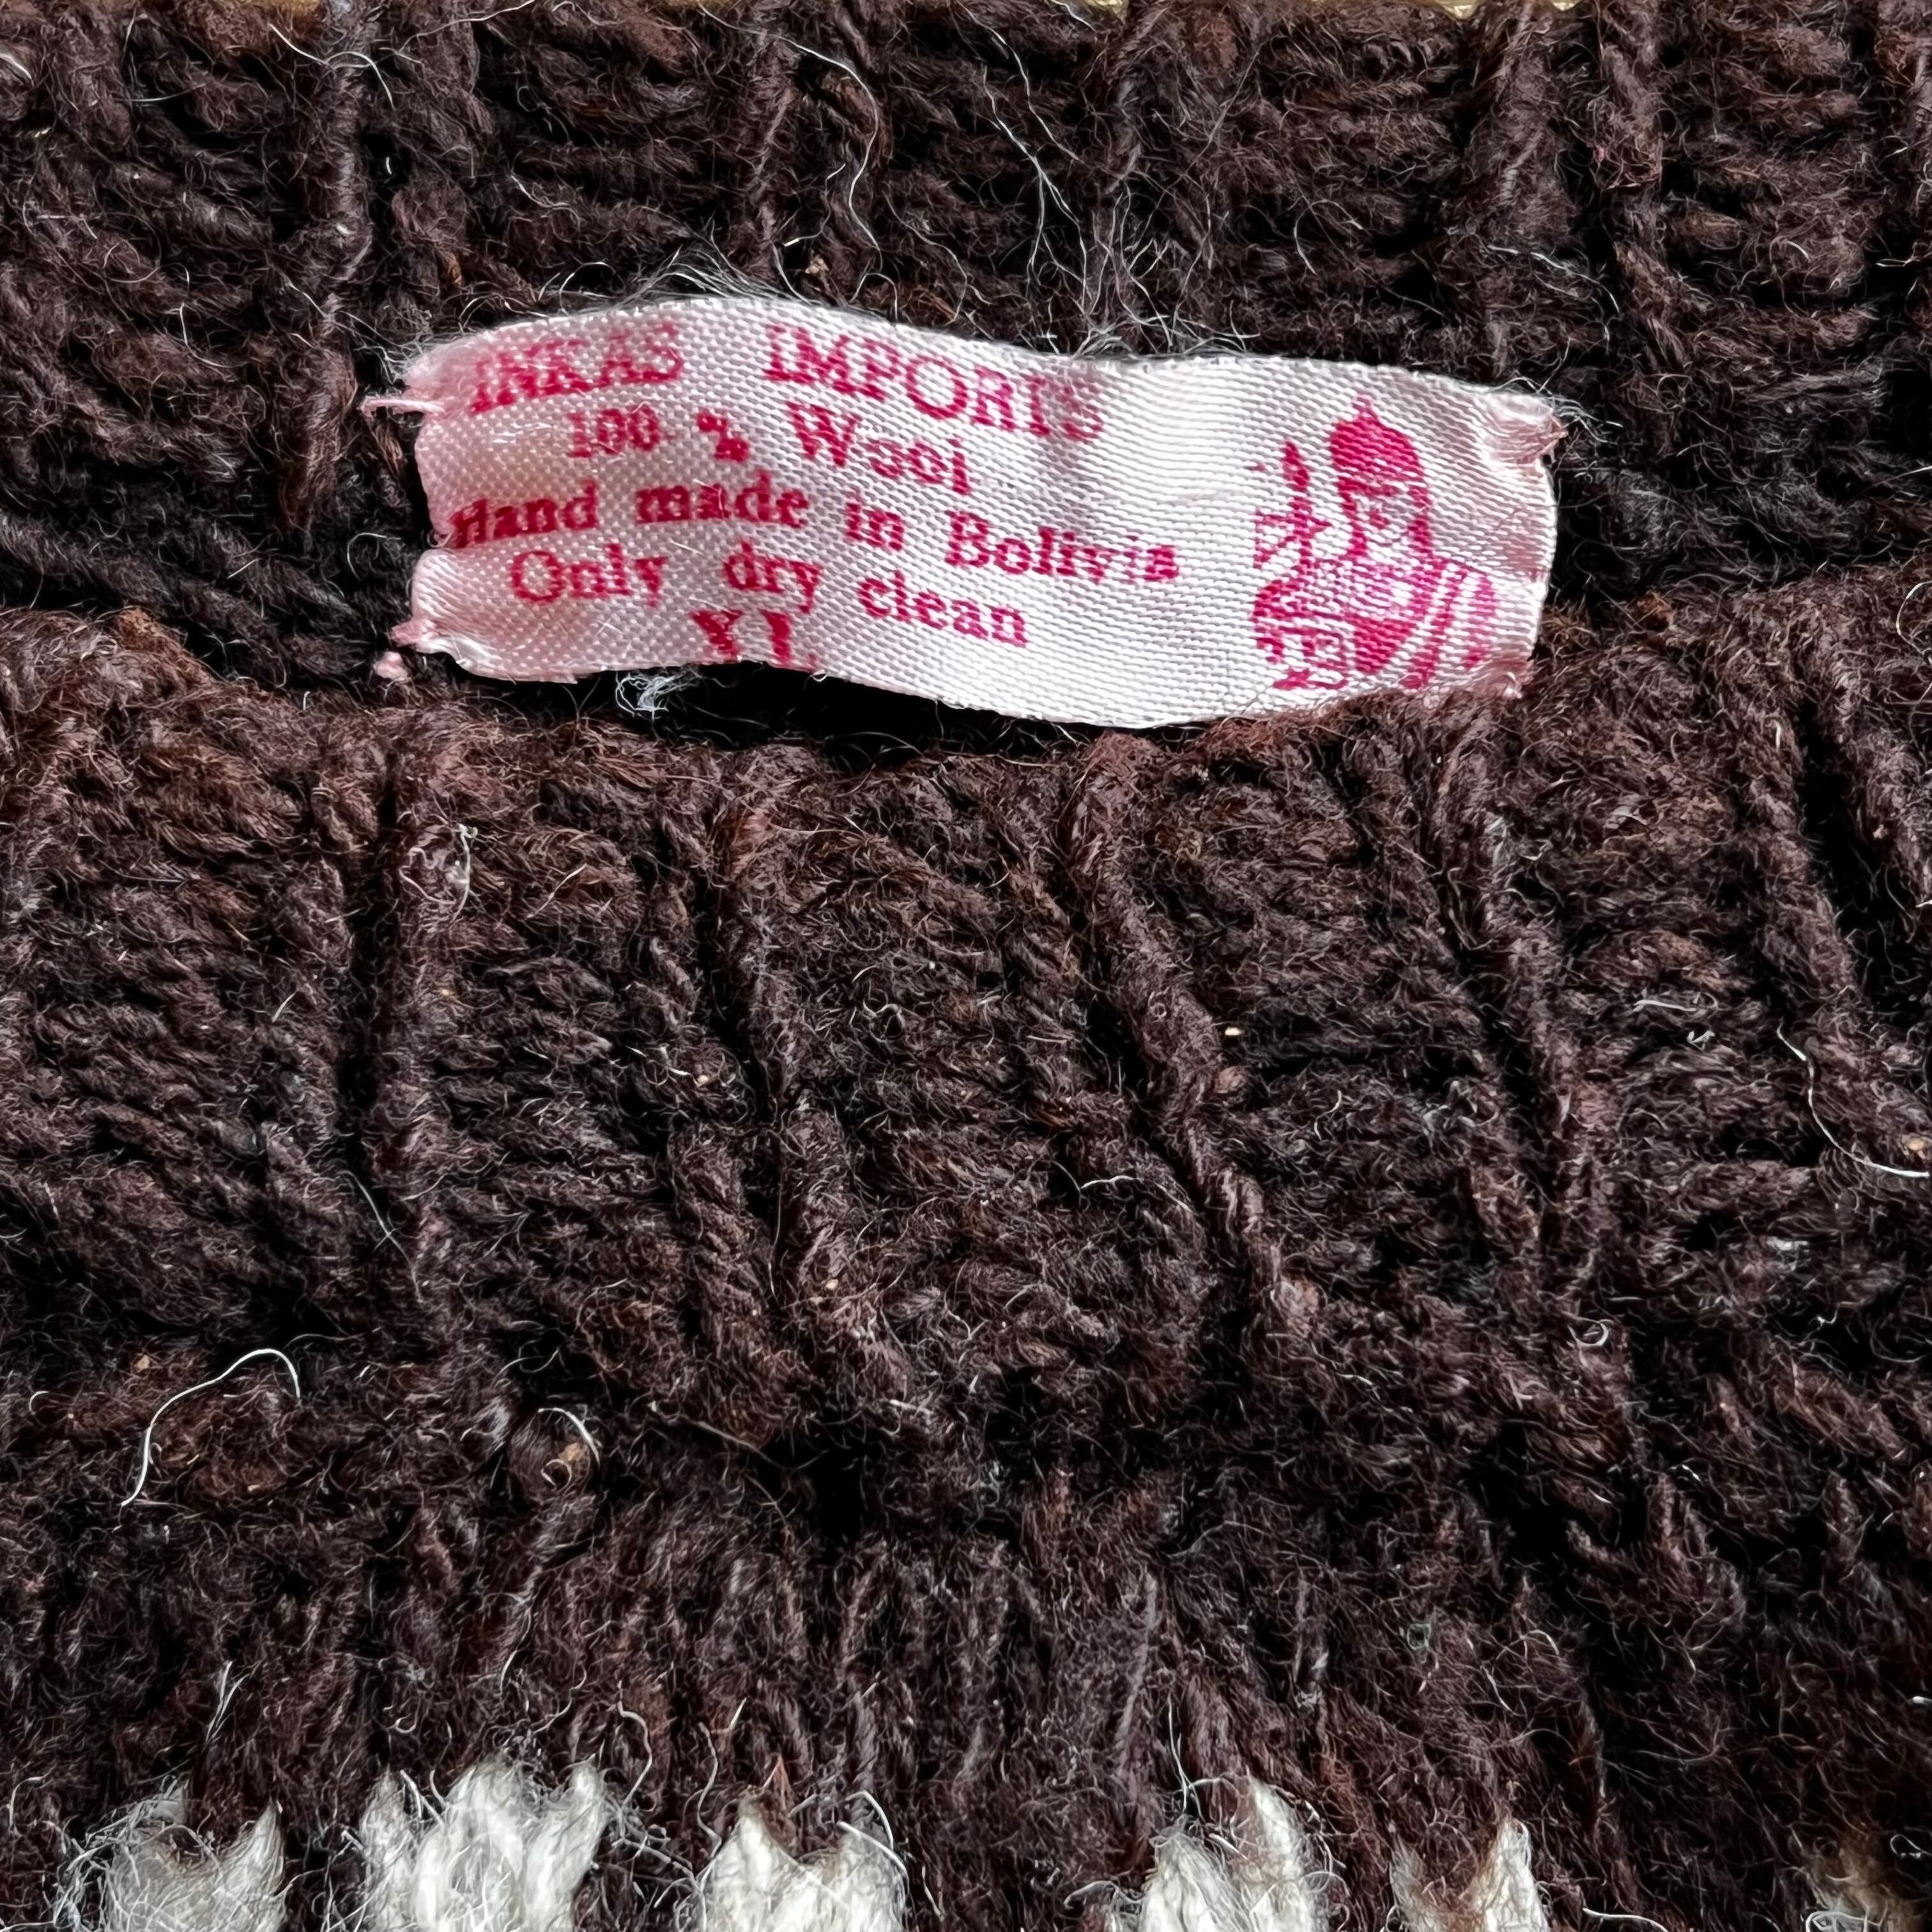 INKAS IMPORTS
100 % Wool
Hand made in Bolivia
Only dry clean
XL